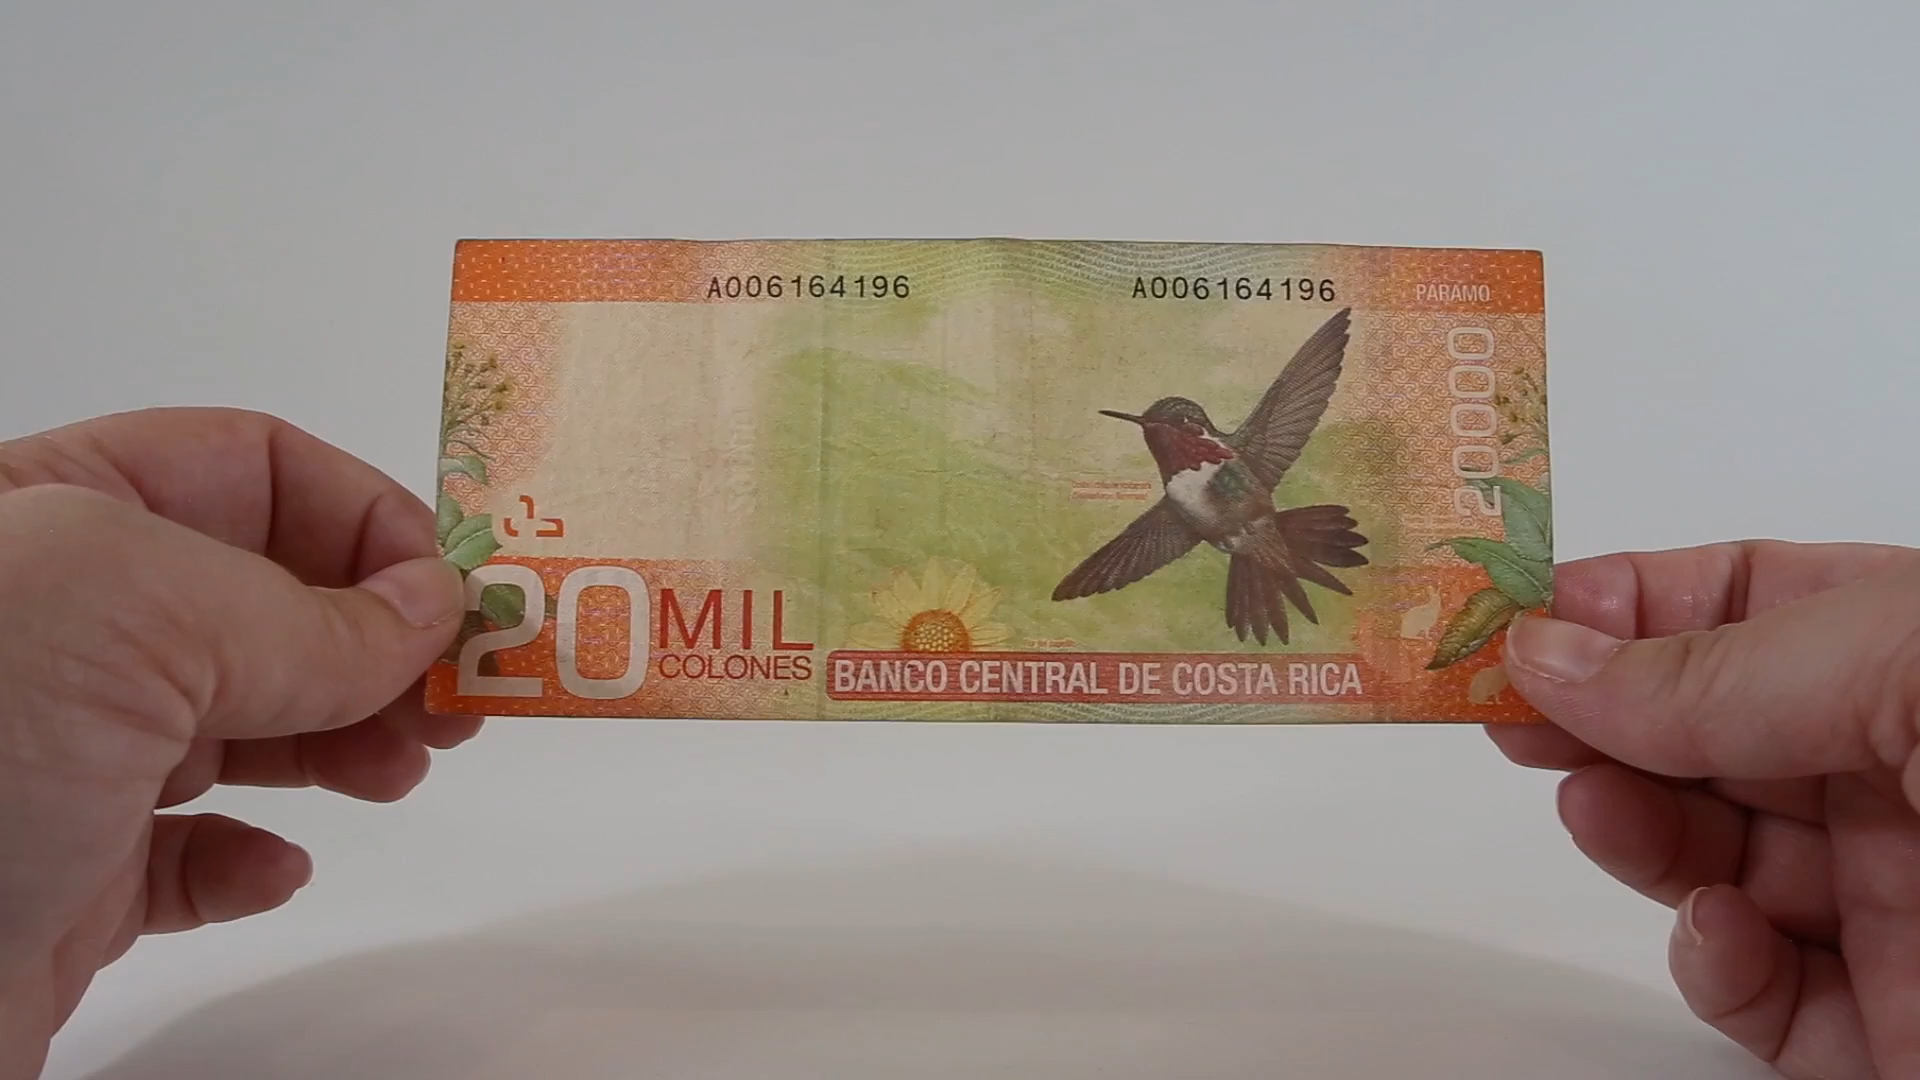 A006164196
A006164196
PÁRAMO
20000
20
MIL
COLONES
BANCO CENTRAL DE COSTA RICA